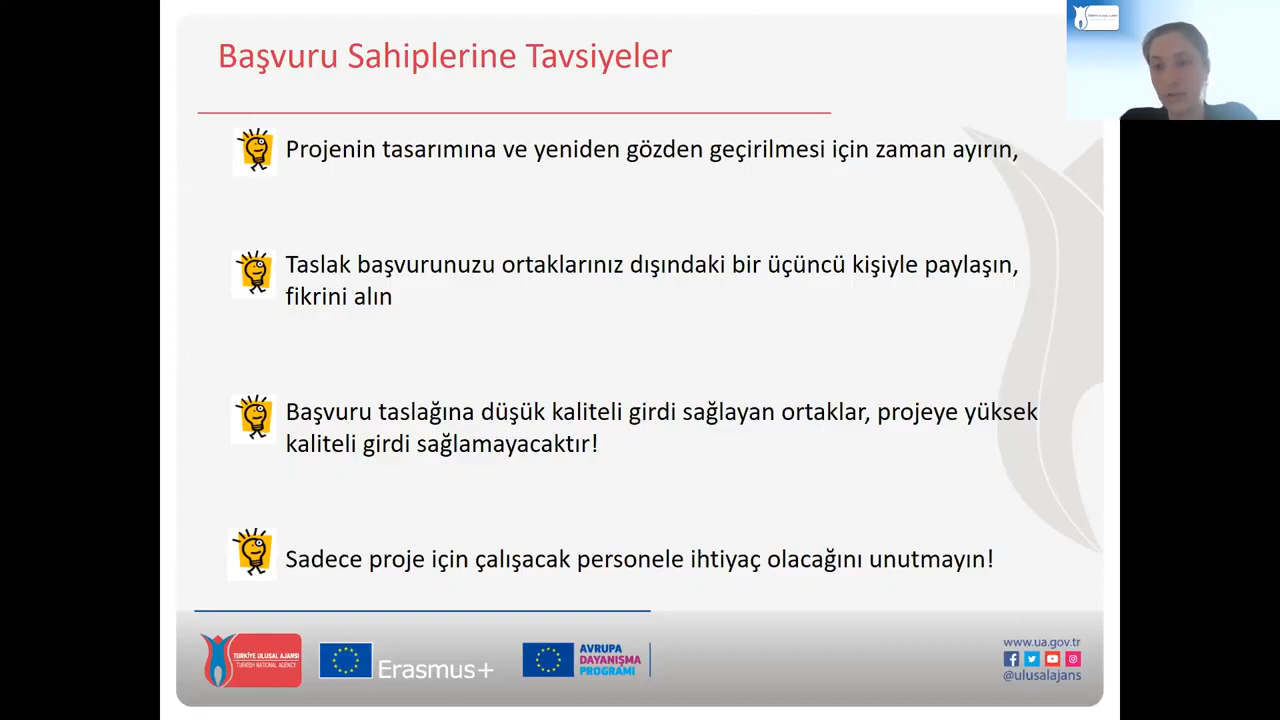 Başvuru Sahiplerine Tavsiyeler
Projenin tasarımına ve yeniden gözden geçirilmesi için zaman ayırın,
Taslak başvurunuzu ortaklarınız dışındaki bir üçüncü kişiyle paylaşın,
fikrini alın
Başvuru taslağına düşük kaliteli girdi sağlayan ortaklar, projeye yüksek
kaliteli girdi sağlamayacaktır!
Sadece proje için çalışacak personele ihtiyaç olacağını unutmayın!
TÜRKİYE ULUSAL AJANSI
TURKISH NATIONAL AGENCY
Erasmus+
AVRUPA
DAYANIŞMA
PROGRAMI
www.ua.gov.tr
@ulusalajans